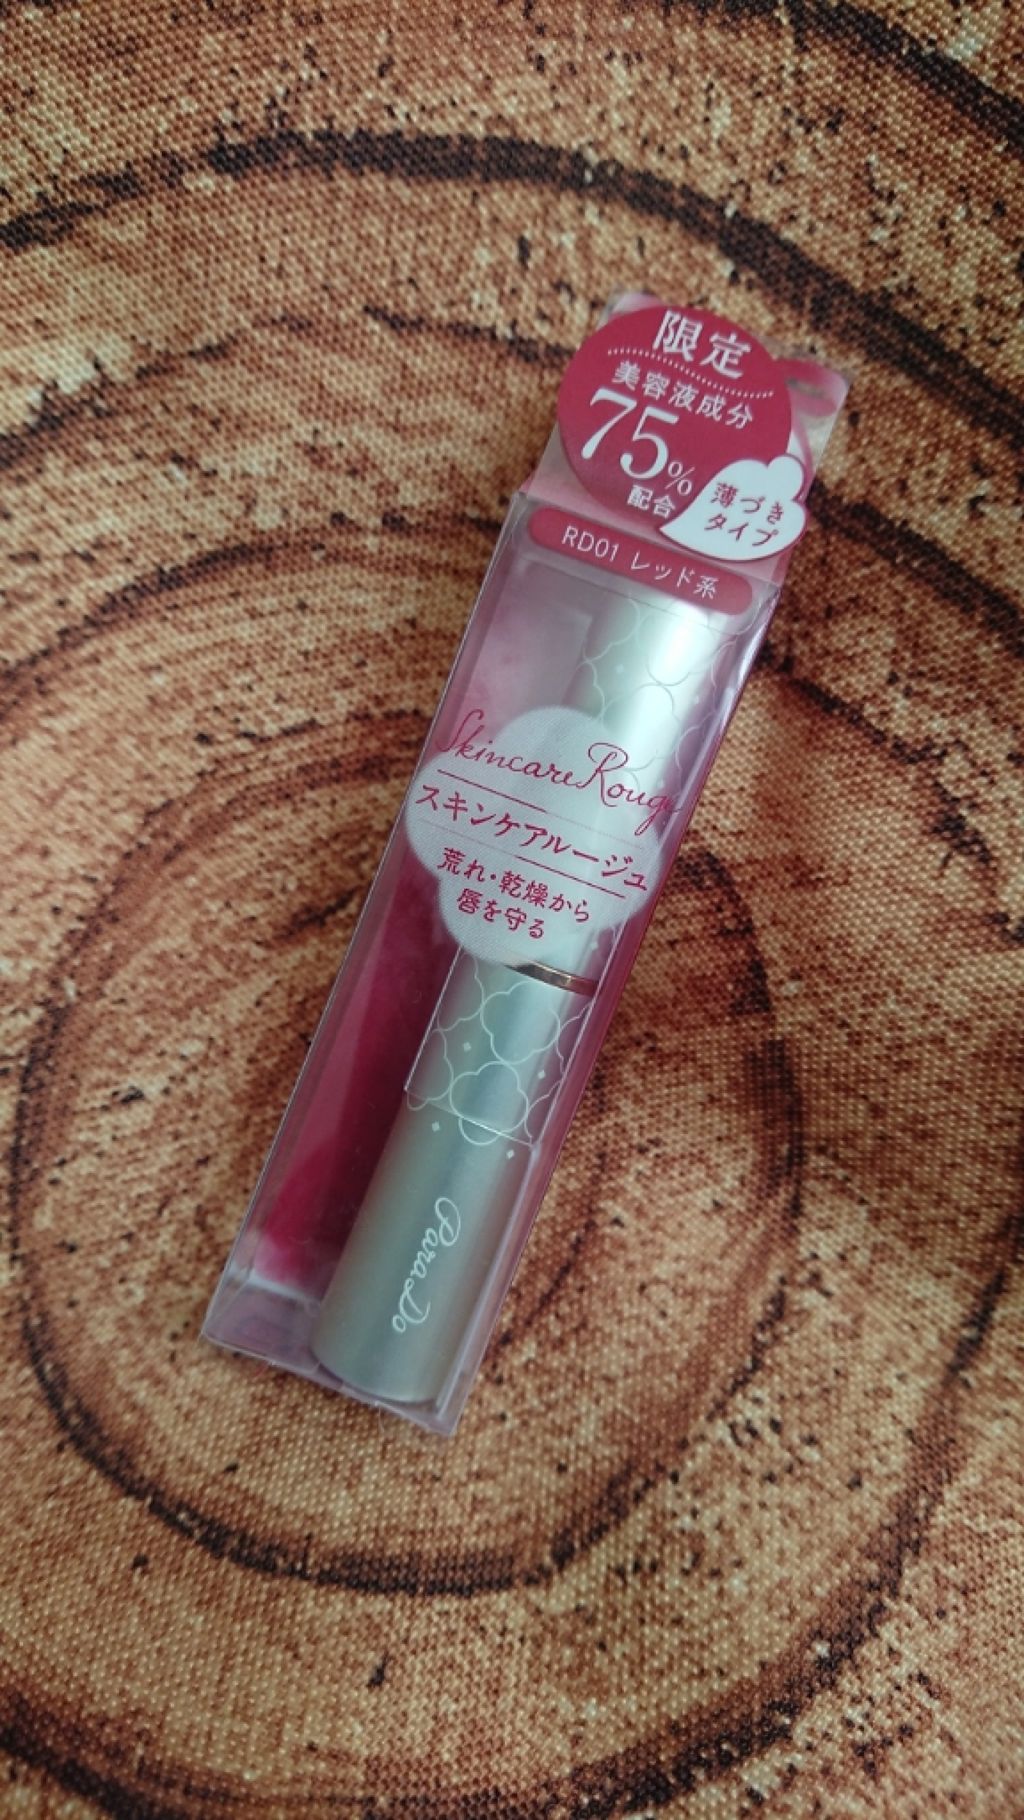 限定
美容液成分
75%
配合
薄づき
タイプ
RD01 レッド系
Skincare Rouge
スキンケアルージュ
荒れ・乾燥から
唇を守る
ParaDo